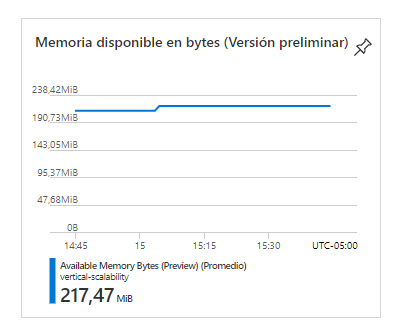 Memoria disponible en bytes (Versión preliminar)
238,42MiB
190,73MiB
143,05MiB
95,37MiB
47,68MiB
0B
14:45 15 15:15 15:30 UTC-05:00
Available Memory Bytes (Preview) (Promedio)
vertical-scalability
217,47 MiB